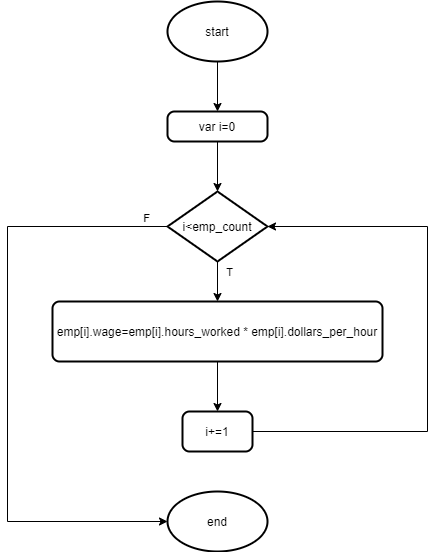 start
var i=0
i<emp_count
F
T
emp[i].wage=emp[i].hours_worked * emp[i].dollars_per_hour
i+=1
end